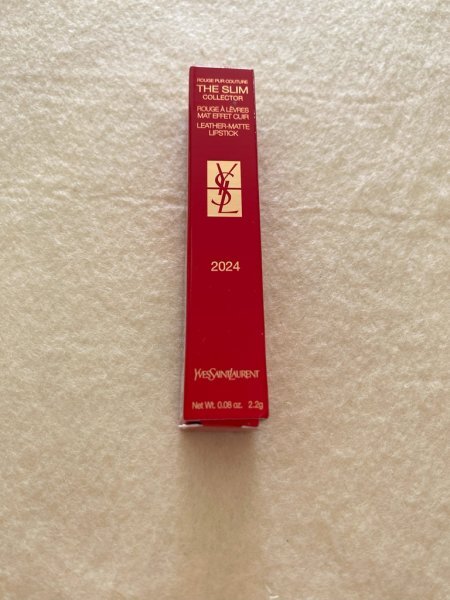 ROUGE PUR COUTURE
THE SLIM
COLLECTOR
ROUGE À LÈVRES
MAT EFFET CUIR
LEATHER-MATTE
LIPSTICK
YSL
2024
YVESSAINTLAURENT
Net Wt. 0.08 oz. 2.2g